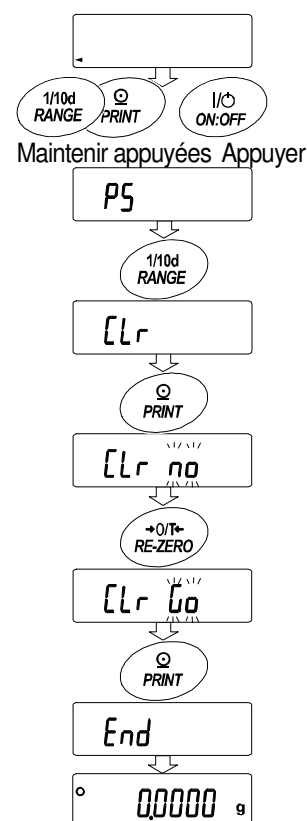 1/10d
RANGE
PRINT
I/
ON:OFF
Maintenir appuyées Appuyer
PS
1/10d
RANGE
CLr
PRINT
CLr no
→0/T←
RE-ZERO
CLr Go
PRINT
End
0.0000 g